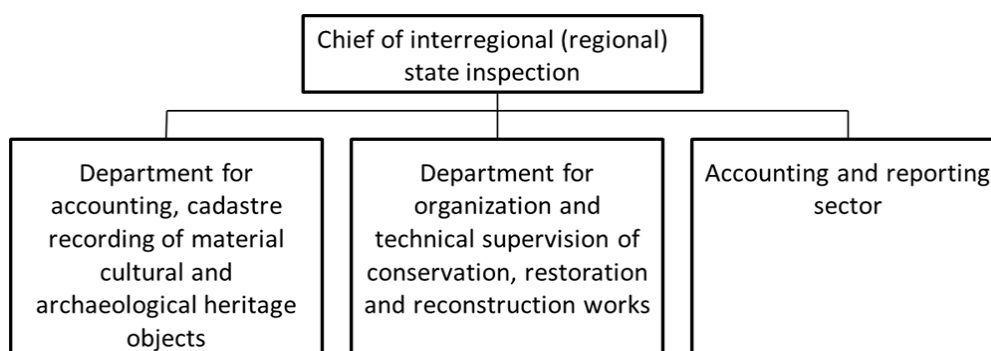 Chief of interregional (regional)
state inspection
Department for
accounting, cadastre
recording of material
cultural and
archaeological heritage
objects
Department for
organization and
technical supervision of
conservation, restoration
and reconstruction works
Accounting and reporting
sector